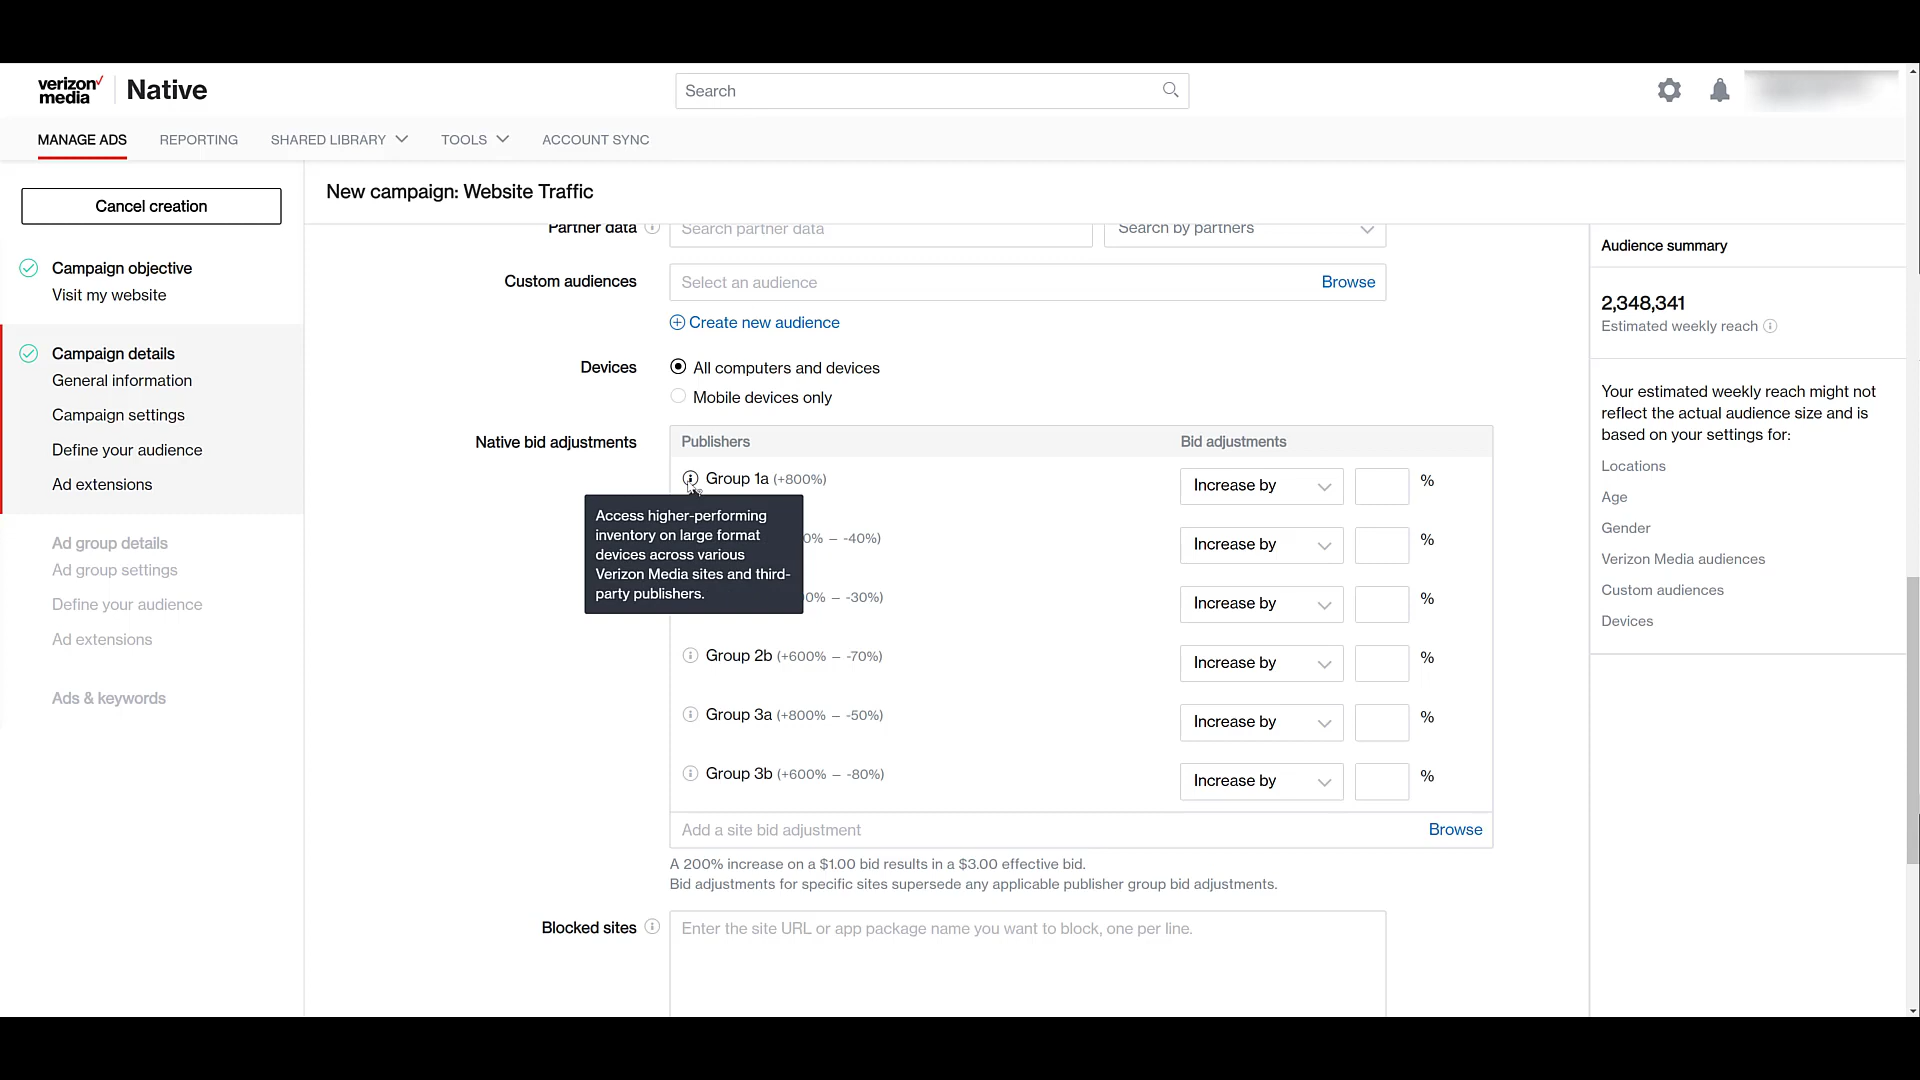 verizon✓
media
Native
Search
MANAGE ADS
REPORTING
SHARED LIBRARY
TOOLS
ACCOUNT SYNC
Cancel creation
Campaign objective
Visit my website
Campaign details
General information
Campaign settings
Define your audience
Ad extensions
Ad group details
Ad group settings
Define your audience
Ad extensions
Ads & keywords
New campaign: Website Traffic
Partner data
Search partner data
Search by partners
Custom audiences
Select an audience
Browse
Create new audience
Devices
All computers and devices
Mobile devices only
Native bid adjustments
Publishers
Bid adjustments
Group 1a (+800%)
Increase by
%
Access higher-performing
inventory on large format
devices across various
Verizon Media sites and third-
party publishers.
0% – -40%)
Increase by
%
0% – -30%)
Increase by
%
Group 2b (+600% – -70%)
Increase by
%
Group 3a (+800% – -50%)
Increase by
%
Group 3b (+600% – -80%)
Increase by
%
Add a site bid adjustment
Browse
A 200% increase on a $1.00 bid results in a $3.00 effective bid.
Bid adjustments for specific sites supersede any applicable publisher group bid adjustments.
Blocked sites
Enter the site URL or app package name you want to block, one per line.
Audience summary
2,348,341
Estimated weekly reach
Your estimated weekly reach might not
reflect the actual audience size and is
based on your settings for:
Locations
Age
Gender
Verizon Media audiences
Custom audiences
Devices